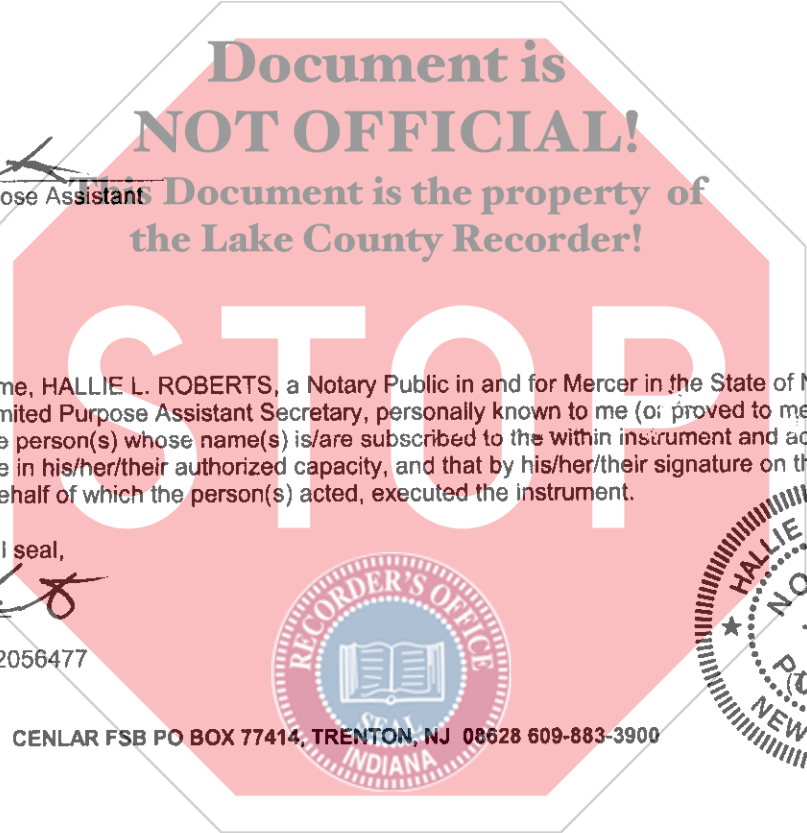 Document is
NOT OFFICIAL!
ose Assistant
This Document is the property of
the Lake County Recorder!
STOP
me, HALLIE L. ROBERTS, a Notary Public in and for Mercer in the State of N
mited Purpose Assistant Secretary, personally known to me (or proved to me
e person(s) whose name(s) is/are subscribed to the within instrument and ac
e in his/her/their authorized capacity, and that by his/her/their signature on th
ehalf of which the person(s) acted, executed the instrument.
l seal,
2056477
RECORDER'S OFFICE
SEAL
INDIANA
HALLIE
NO
P
NEW
CENLAR FSB PO BOX 77414, TRENTON, NJ 08628 609-883-3900